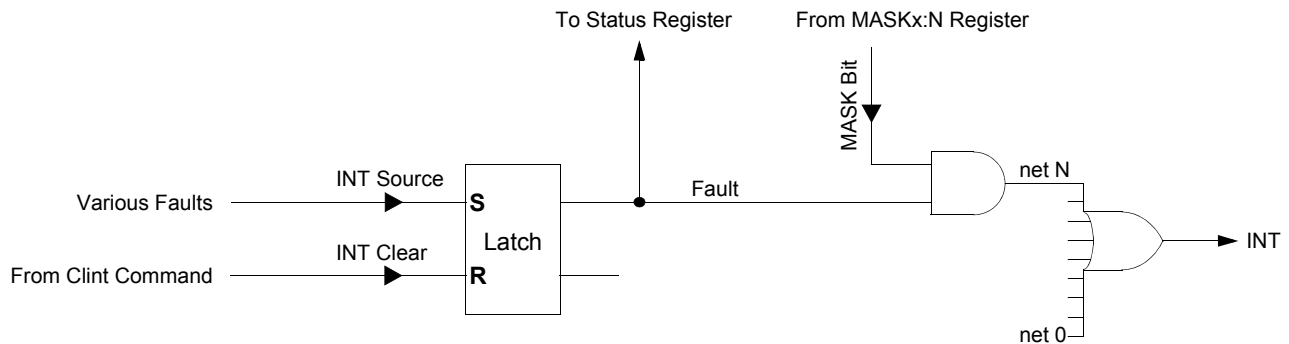 To Status Register
From MASKx:N Register
MASK Bit
net N
INT Source
Fault
Various Faults
S
Latch
INT
INT Clear
From Clint Command
R
net 0